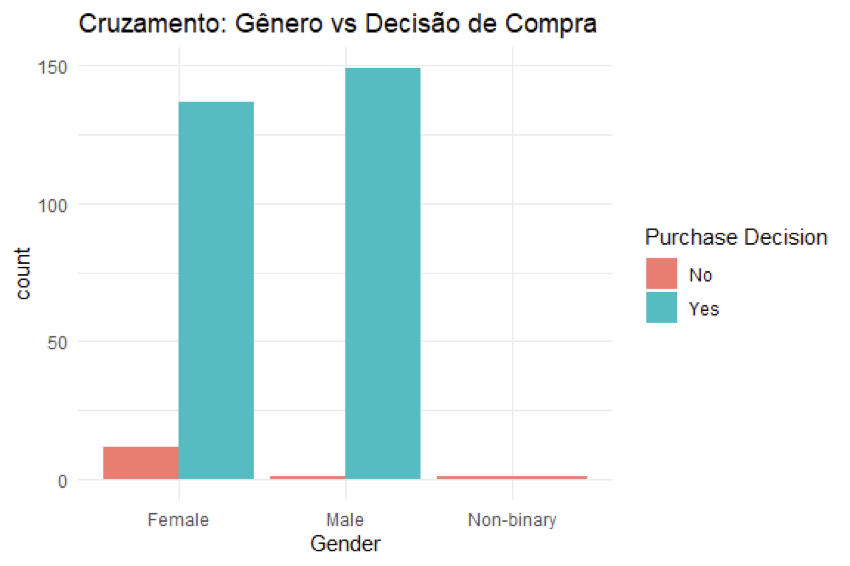 Cruzamento: Gênero vs Decisão de Compra
150
100
50
0
count
Female
Male
Non-binary
Gender
Purchase Decision
No
Yes